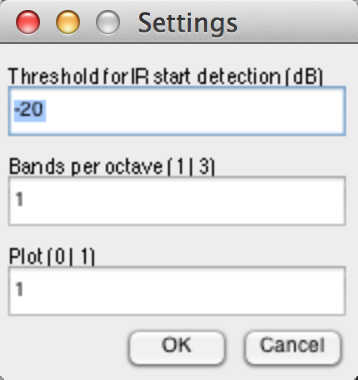 Settings
Threshold for IR start detection (dB)
-20
Bands per octave (1 | 3)
1
Plot (0 | 1)
1
OK
Cancel